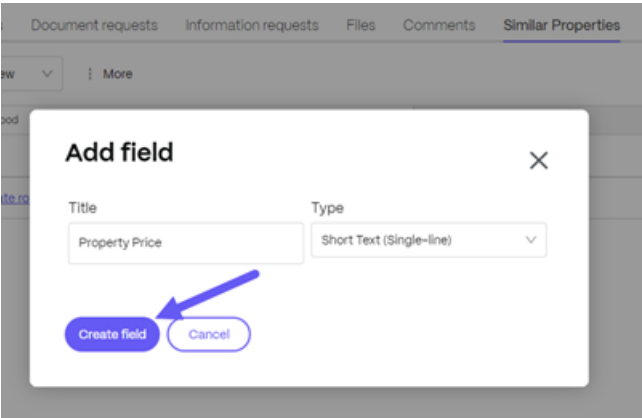 Document requests Information requests Files Comments Similar Properties
More
Add field
Title Type
Property Price Short Text (Single-line)
Create field Cancel